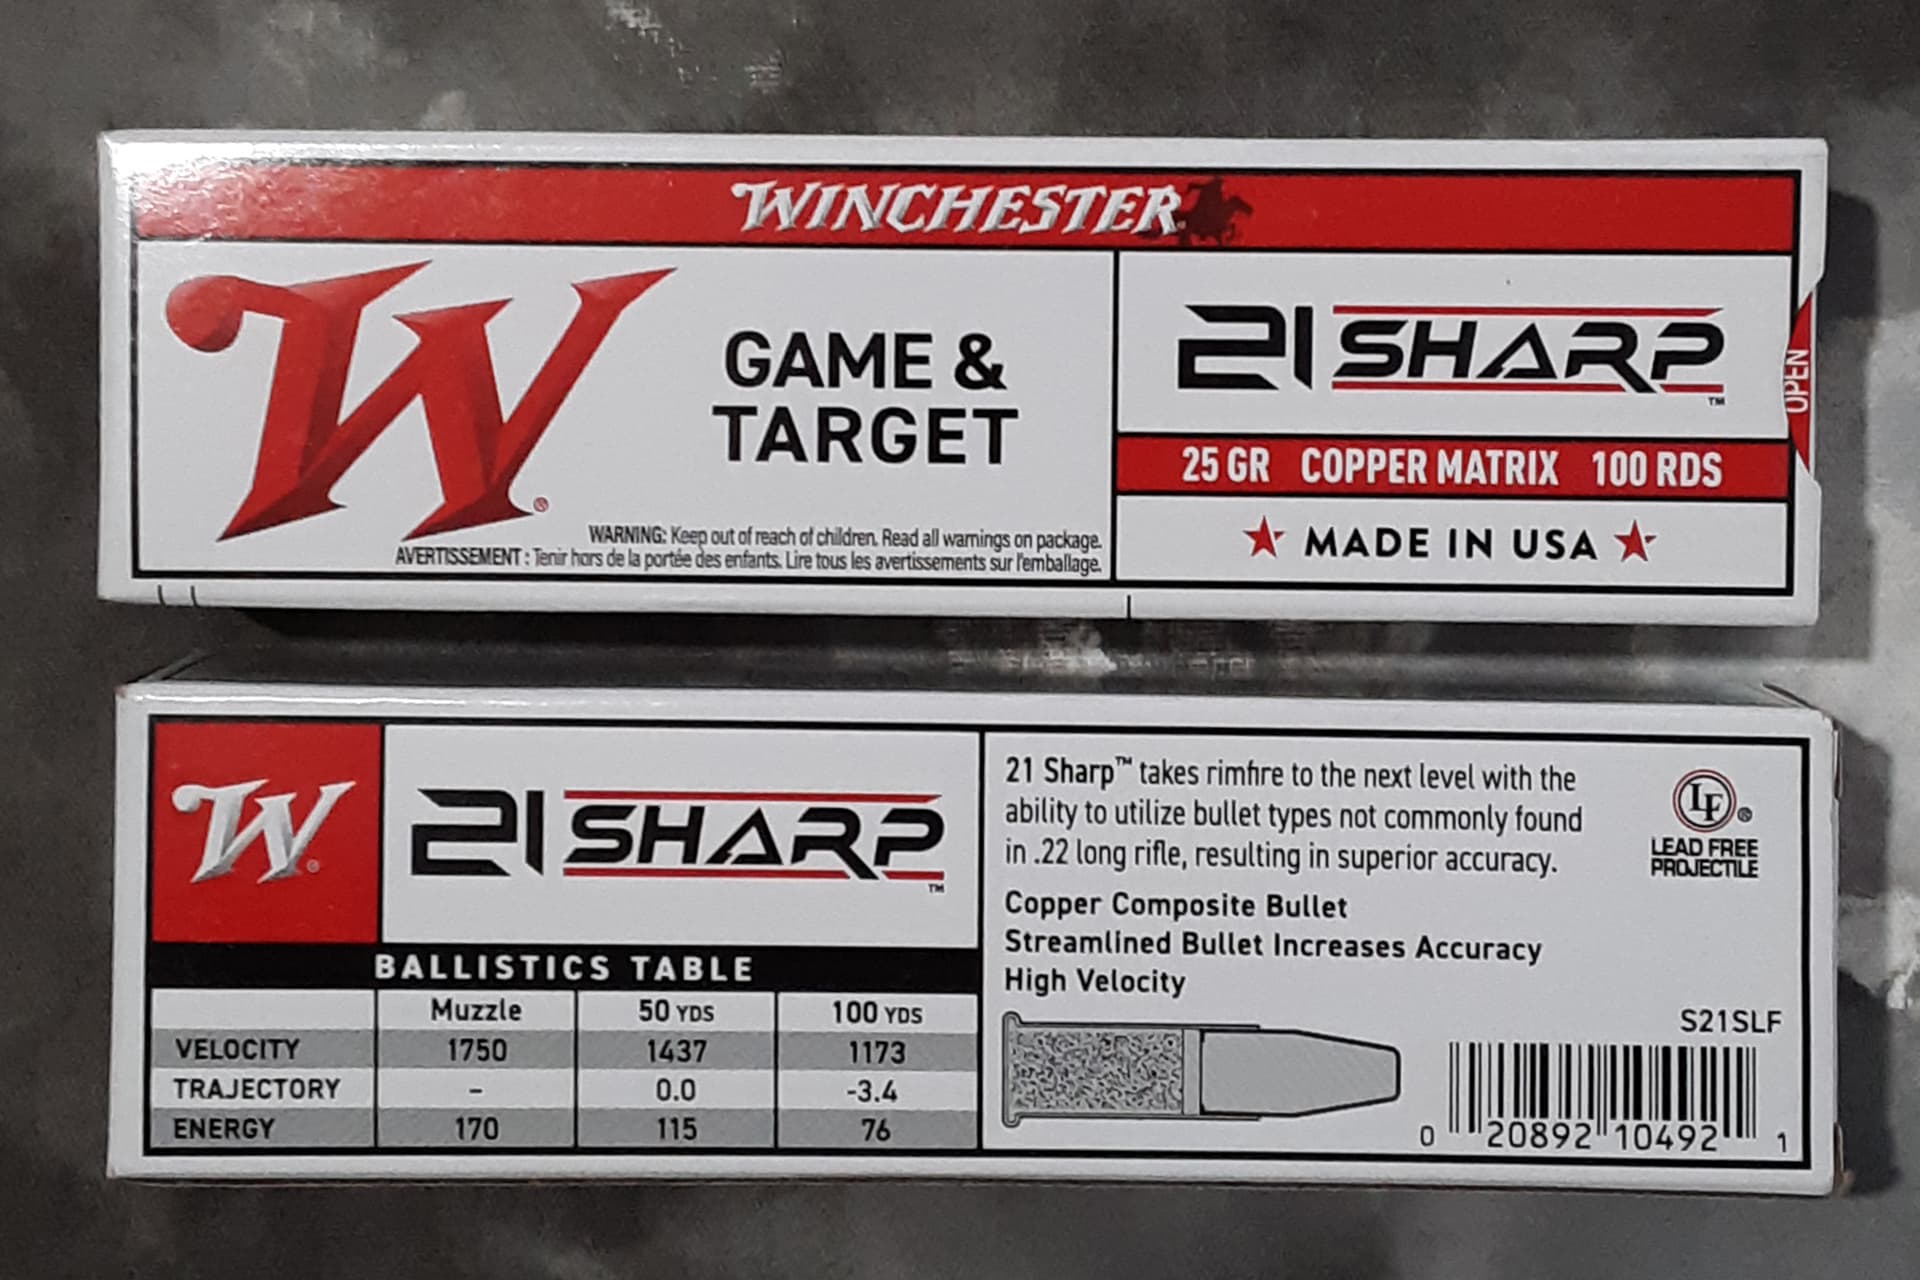 WINCHESTER
W®
GAME &
TARGET
WARNING: Keep out of reach of children. Read all warnings on package.
AVERTISSEMENT : Tenir hors de la portée des enfants. Lire tous les avertissements sur l'emballage.
21 SHARP™
25 GR COPPER MATRIX 100 RDS
★ MADE IN USA ★
OPEN
W®
21 SHARP™
BALLISTICS TABLE
Muzzle 50 YDS 100 YDS
VELOCITY 1750 1437 1173
TRAJECTORY – 0.0 -3.4
ENERGY 170 115 76
21 Sharp™ takes rimfire to the next level with the
ability to utilize bullet types not commonly found
in .22 long rifle, resulting in superior accuracy.
Copper Composite Bullet
Streamlined Bullet Increases Accuracy
High Velocity
LF®
LEAD FREE
PROJECTILE
S21SLF
0 20892 10492 1